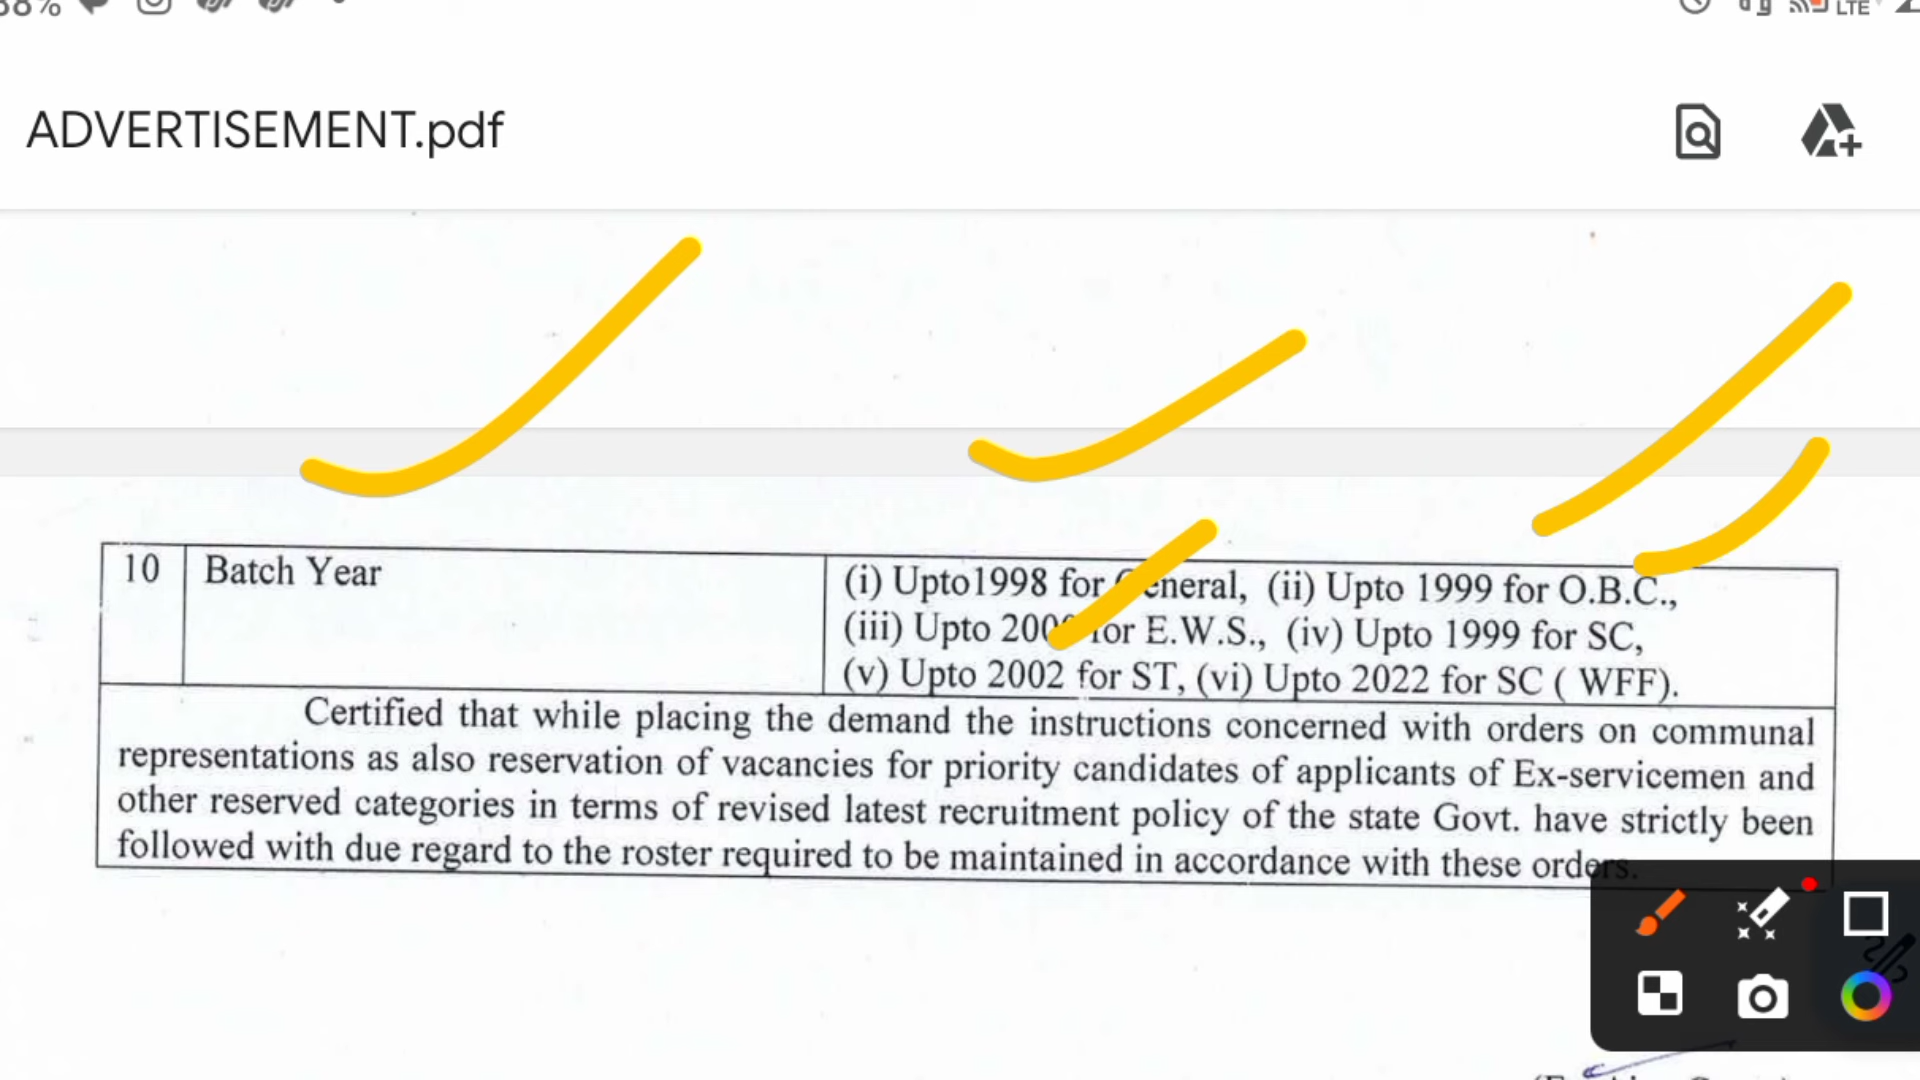 LTE
ADVERTISEMENT.pdf
10 Batch Year
(i) Upto1998 for General, (ii) Upto 1999 for O.B.C.,
(iii) Upto for E.W.S., (iv) Upto 1999 for SC,
(v) Upto 2002 for ST, (vi) Upto 2022 for SC ( WFF).
Certified that while placing the demand the instructions concerned with orders on communal
representations as also reservation of vacancies for priority candidates of applicants of Ex-servicemen and
other reserved categories in terms of revised latest recruitment policy of the state Govt. have strictly been
followed with due regard to the roster required to be maintained in accordance with these orders.